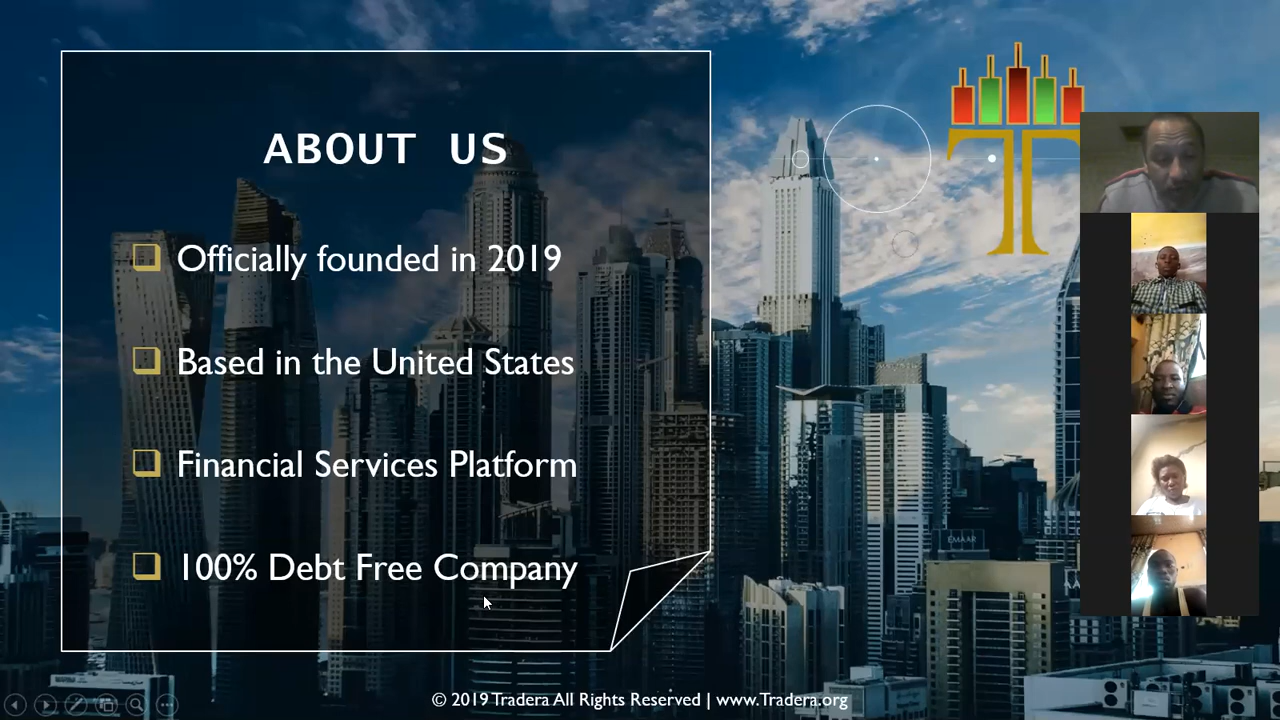 ABOUT US
Officially founded in 2019
Based in the United States
Financial Services Platform
100% Debt Free Company
EMAAR
© 2019 Tradera All Rights Reserved | www.Tradera.org